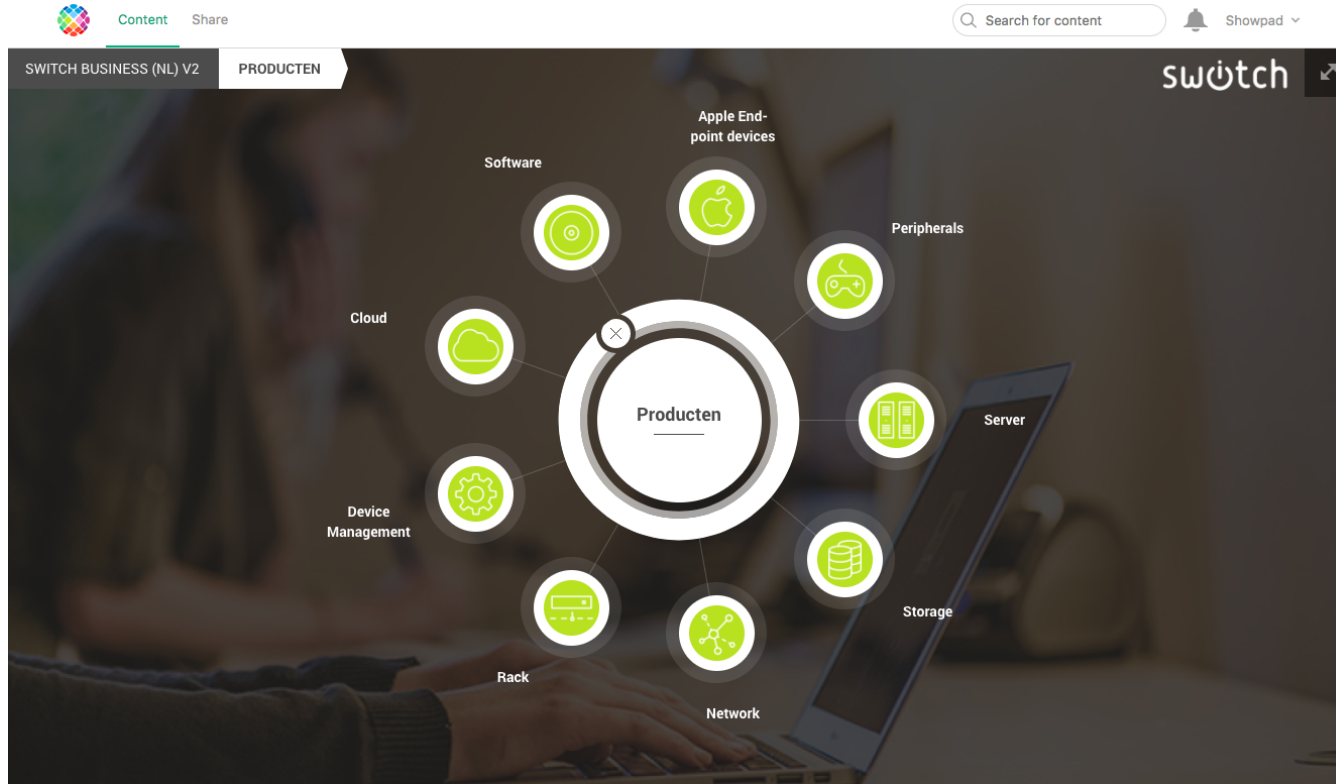 Content Share Search for content Showpad
SWITCH BUSINESS (NL) V2 PRODUCTEN switch
Apple End-
point devices
Software
Peripherals
Cloud
Producten
Server
Device
Management
Storage
Rack
Network